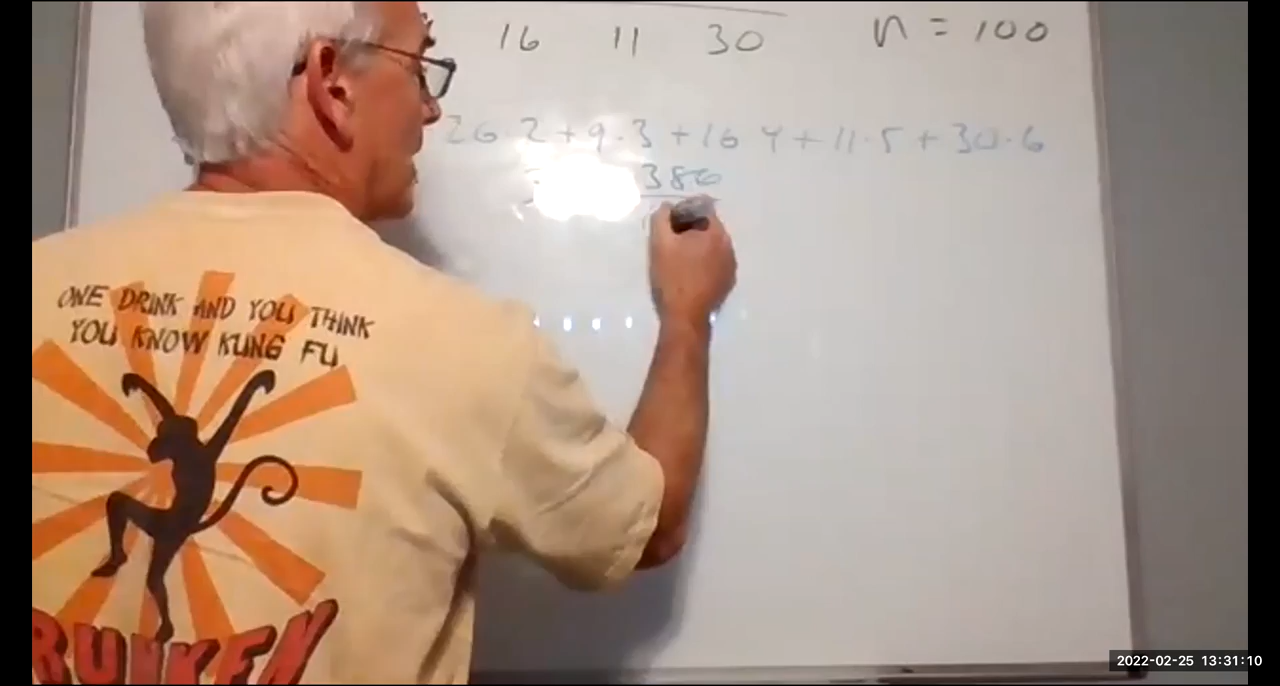 16 11 30 n = 100
26·2+9·3+16 4+11·5+30·6
386
ONE DRINK AND YOU THINK
YOU KNOW KUNG FU
2022-02-25 13:31:10